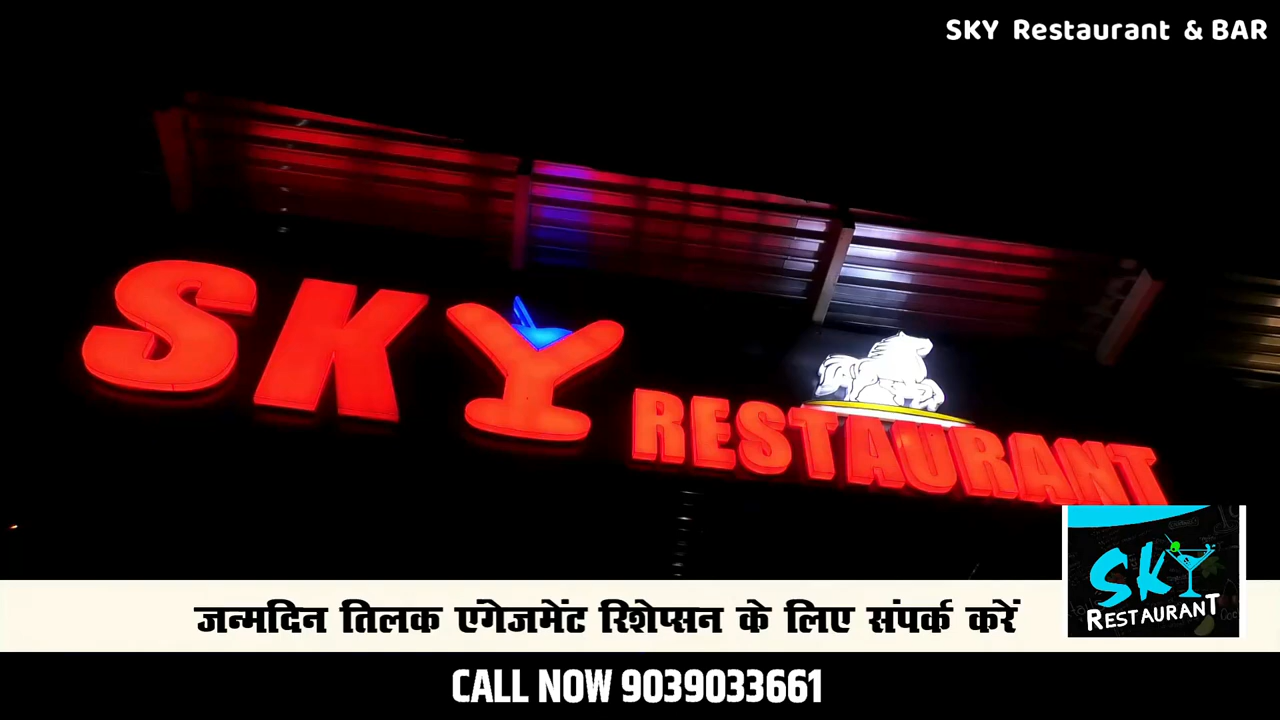 SKY Restaurant & BAR
SKY RESTAURANT
SKY
RESTAURANT
जन्मदिन तिलक एंगेजमेंट रिशेप्सन के लिए संपर्क करें
CALL NOW 9039033661